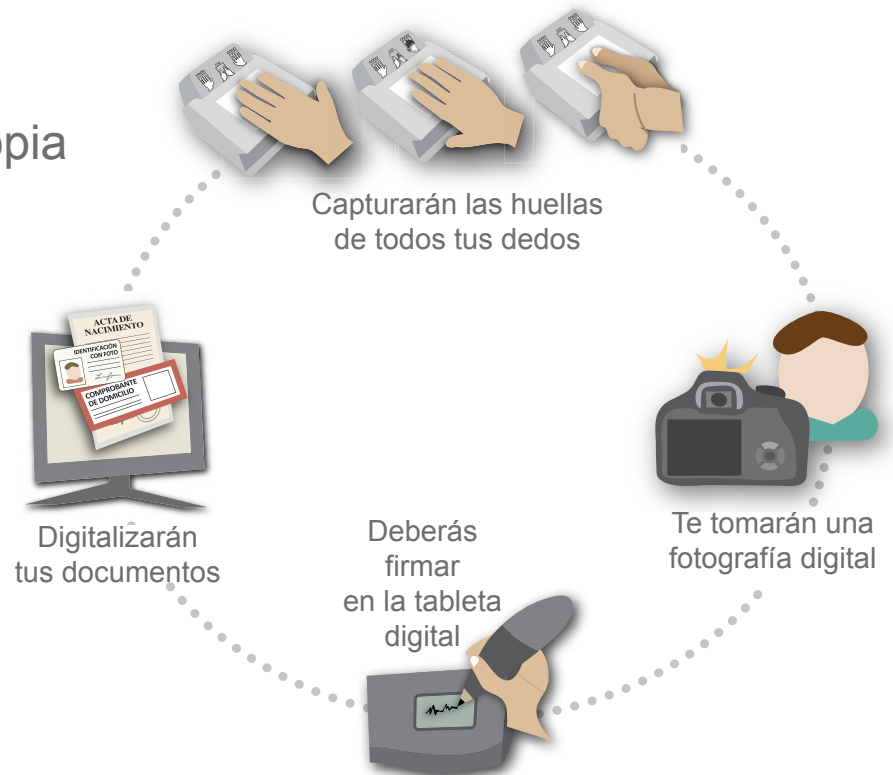 opia
Capturarán las huellas
de todos tus dedos
ACTA DE
NACIMIENTO
IDENTIFICACIÓN
CON FOTO
COMPROBANTE
DE DOMICILIO
Digitalizarán
tus documentos
Deberás
firmar
en la tableta
digital
Te tomarán una
fotografía digital